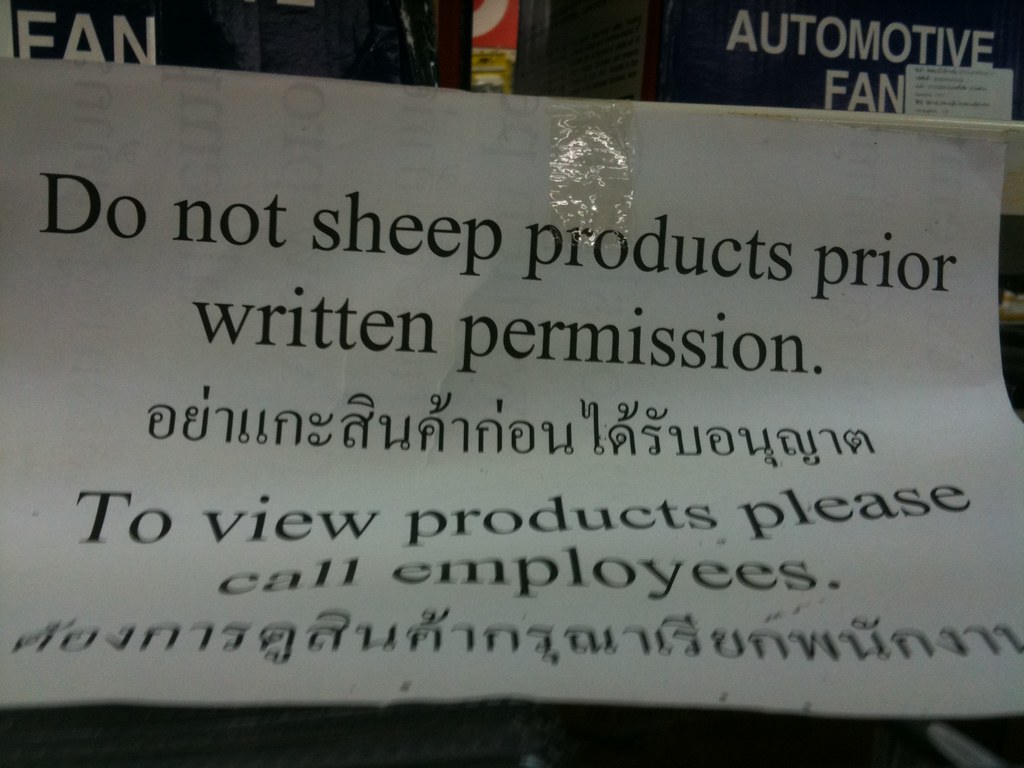 FAN
AUTOMOTIVE
FAN
Do not sheep products prior
written permission.
อย่าแกะสินค้าก่อนได้รับอนุญาต
To view products please
call employees.
ต้องการดูสินค้ากรุณาเรียกพนักงาน